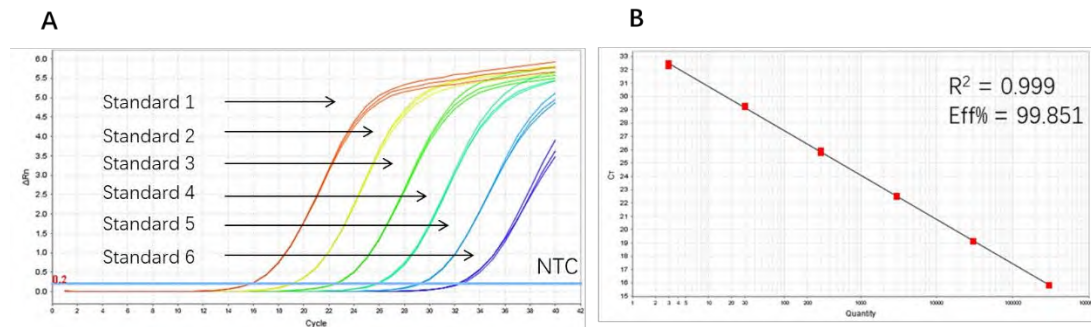 A
B
6.0
5.5
5.0
4.5
4.0
3.5
3.0
2.5
2.0
1.5
1.0
0.5
0.0
ΔRn
0.2
Standard 1
Standard 2
Standard 3
Standard 4
Standard 5
Standard 6
NTC
0 2 4 6 8 10 12 14 16 18 20 22 24 26 28 30 32 34 36 38 40 42
Cycle
33
32
31
30
29
28
27
26
25
24
23
22
21
20
19
18
17
16
15
CT
R² = 0.999
Eff% = 99.851
1 2 3 4 5 10 20 30 100 200 1000 10000 100000
Quantity